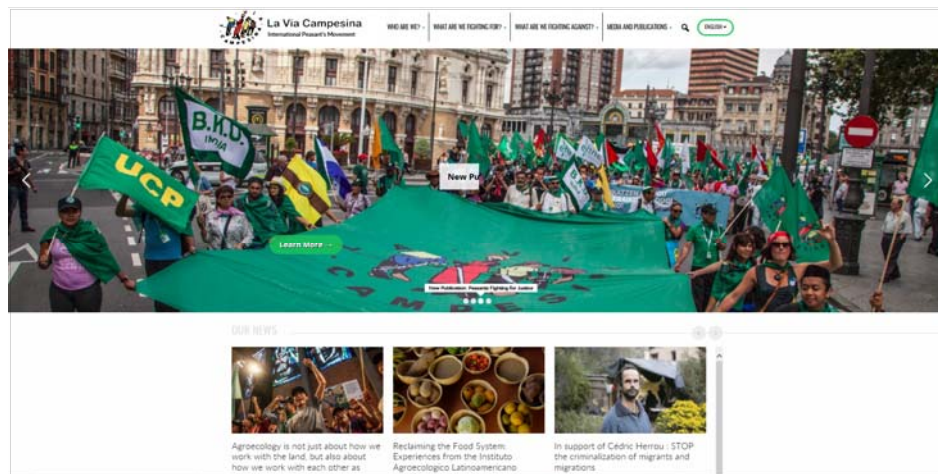 La Via Campesina
International Peasant's Movement
WHO ARE WE?
WHAT ARE WE FIGHTING FOR?
WHAT ARE WE FIGHTING AGAINST?
MEDIA AND PUBLICATIONS
ENGLISH
B.K.U.
INDIA
UCP
New Pu
Learn More →
CAMPES
New Publication: Peasants Fighting for Justice
OUR NEWS
Agroecology is not just about how we
work with the land, but also about
how we work with each other as
Reclaiming the Food System:
Experiences from the Instituto
Agroecologico Latinoamericano
In support of Cédric Herrou : STOP
the criminalization of migrants and
migrations